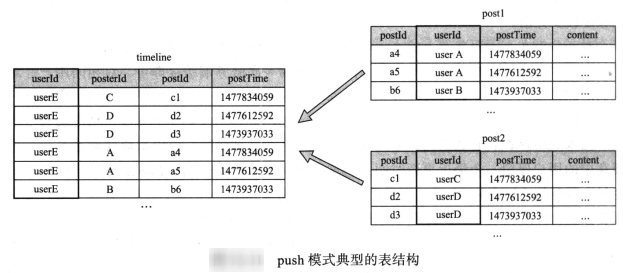 timeline
userId posterId postId postTime
userE C c1 1477834059
userE D d2 1477612592
userE D d3 1473937033
userE A a4 1477834059
userE A a5 1477612592
userE B b6 1473937033
…
post1
postId userId postTime content
a4 user A 1477834059 …
a5 user A 1477612592 …
b6 user B 1473937033 …
…
post2
postId userId postTime content
c1 userC 1477834059 …
d2 userD 1477612592 …
d3 userD 1473937033 …
…
push 模式典型的表结构